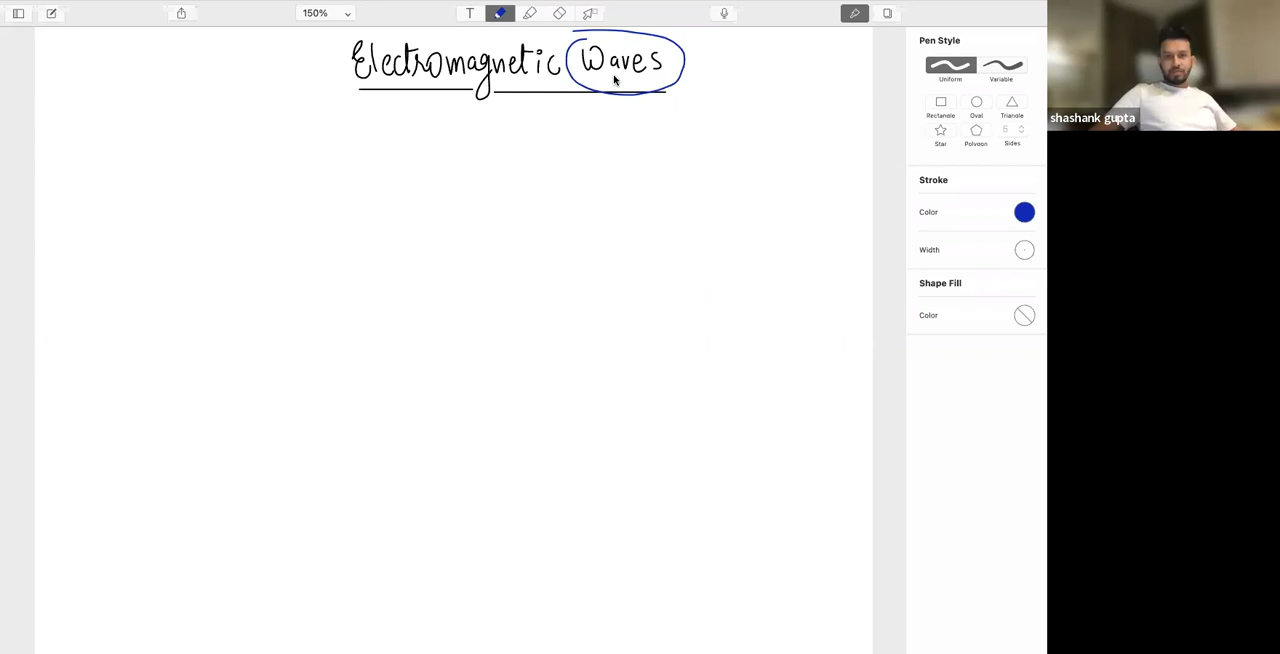 150%
T
Electromagnetic Waves
Pen Style
Uniform Variable
Rectangle Oval Triangle
5
Star Polygon Sides
Stroke
Color
Width
Shape Fill
Color
shashank gupta